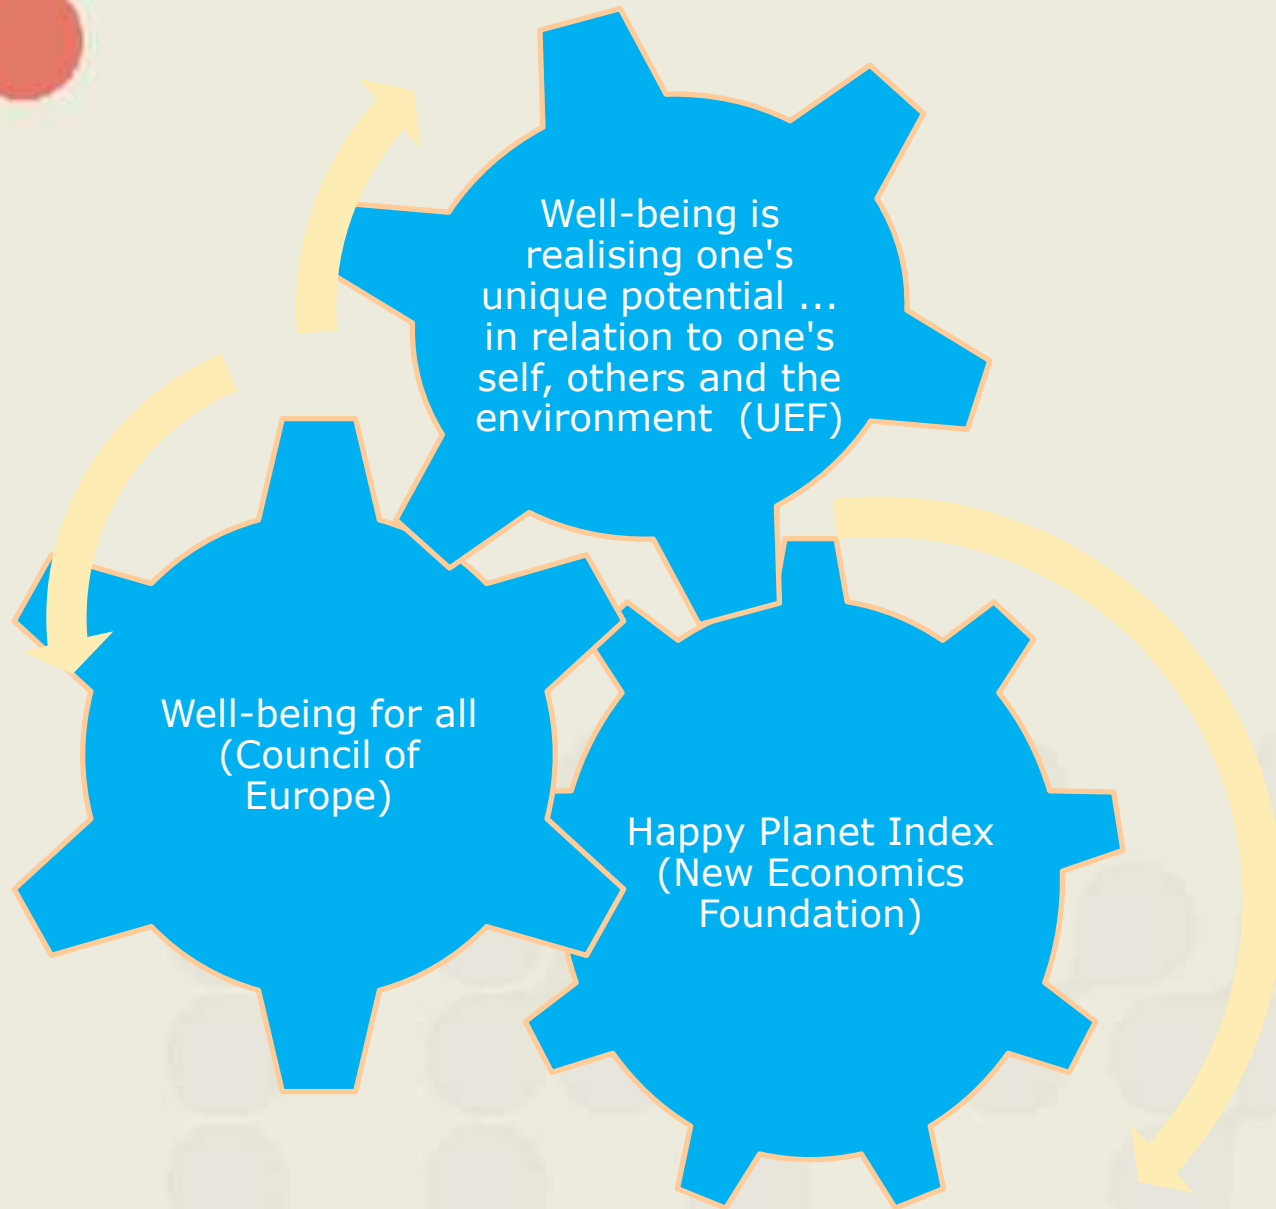 Well-being is
realising one's
unique potential …
in relation to one's
self, others and the
environment  (UEF)
Well-being for all
(Council of
Europe)
Happy Planet Index
(New Economics
Foundation)